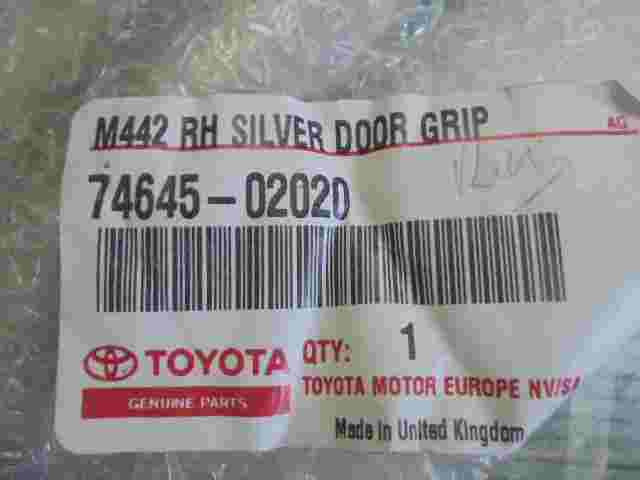 M442 RH SILVER DOOR GRIP
AG
74645-02020
TOYOTA
GENUINE PARTS
QTY: 1
TOYOTA MOTOR EUROPE NV/SA
Made in United Kingdom